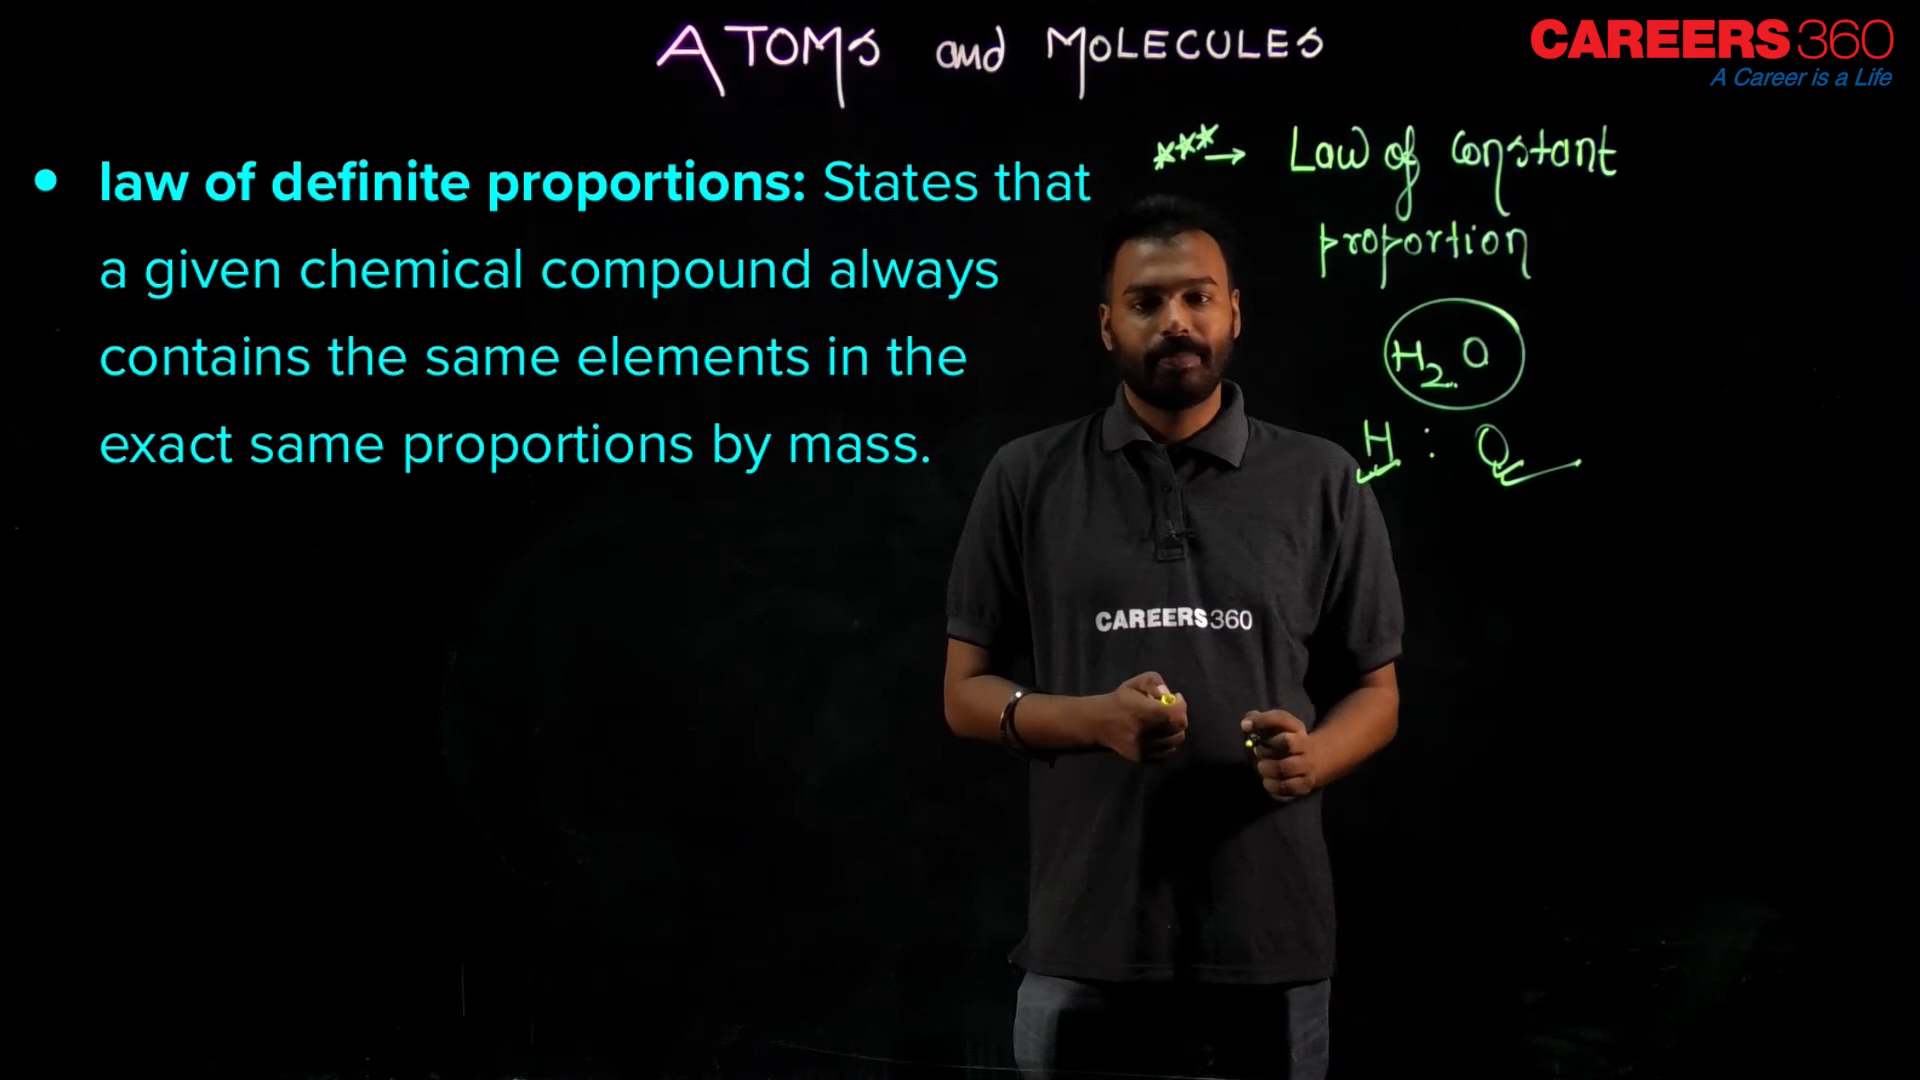 ATOMS and MOLECULES
CAREERS360
A Career is a Life
• law of definite proportions: States that
a given chemical compound always
contains the same elements in the
exact same proportions by mass.
*** → Law of constant
proportion
H2O
H : O
CAREERS360